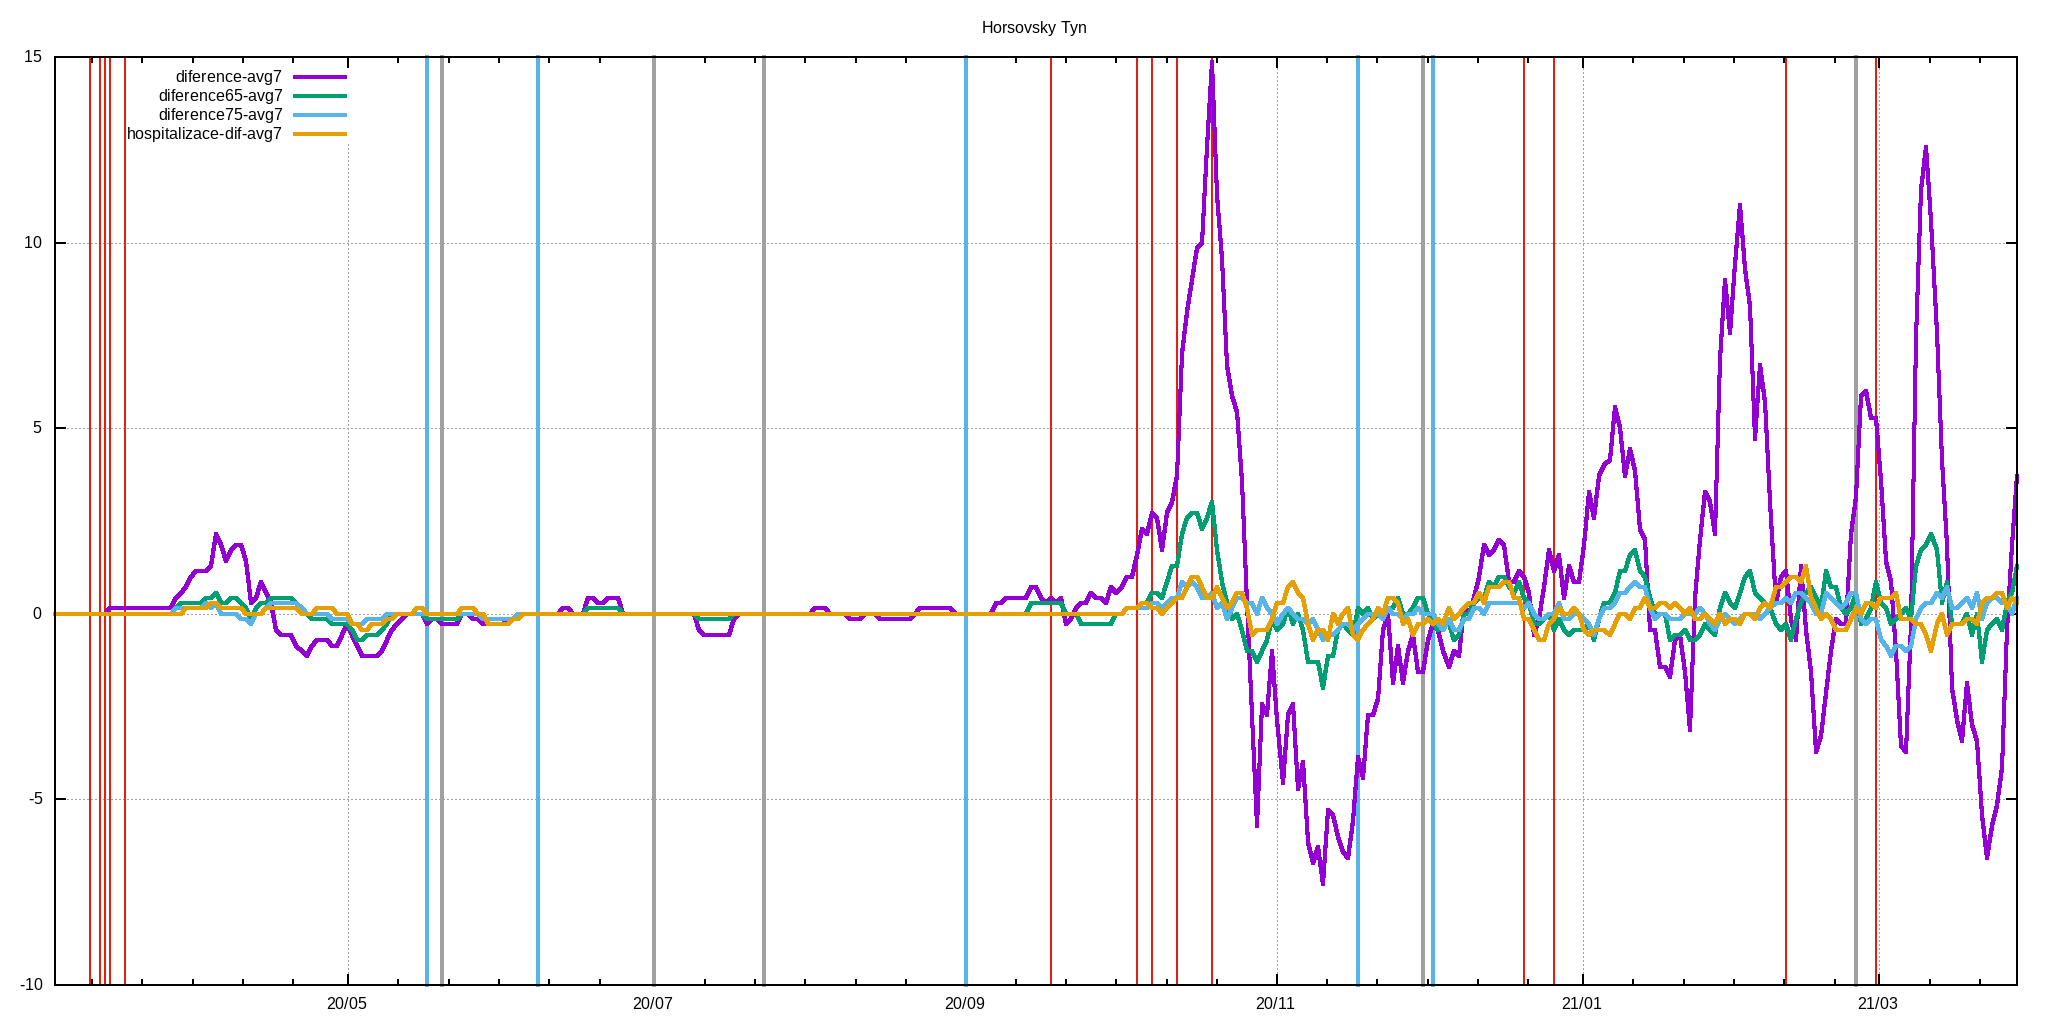 Horsovsky Tyn
15
diference-avg7
diference65-avg7
diference75-avg7
hospitalizace-dif-avg7
10
5
0
-5
-10
20/05 20/07 20/09 20/11 21/01 21/03